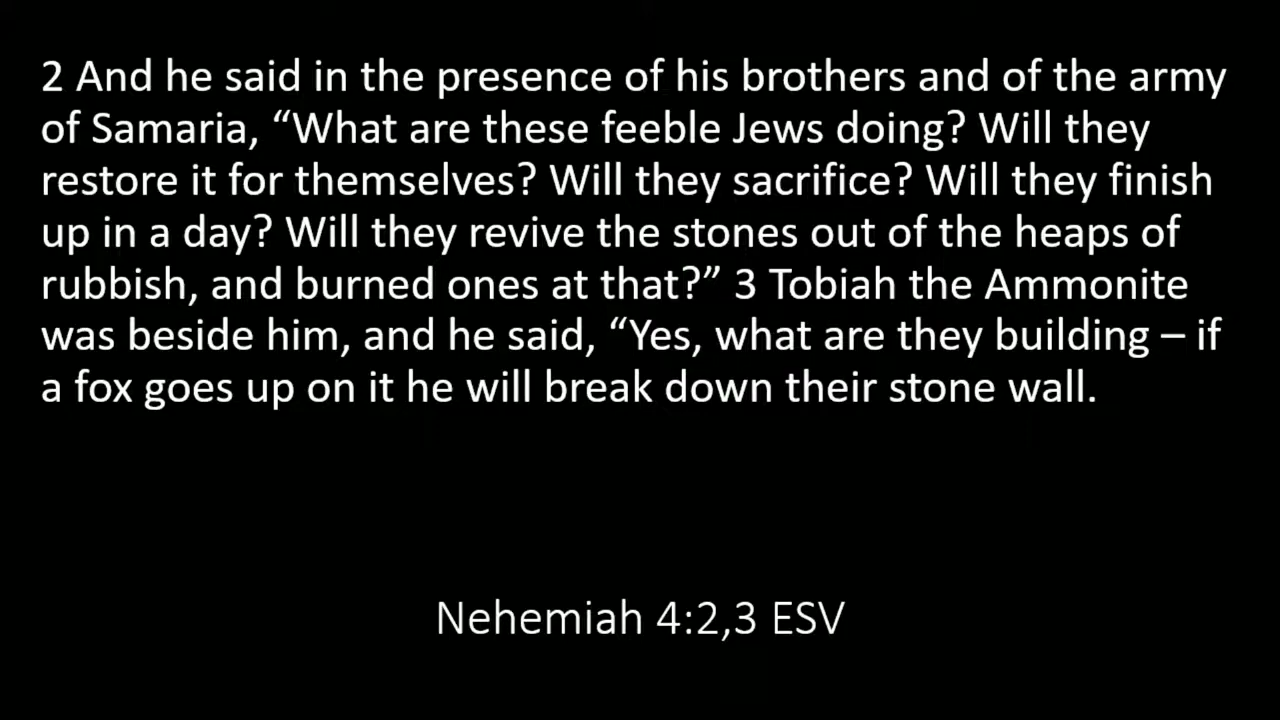 2 And he said in the presence of his brothers and of the army
of Samaria, “What are these feeble Jews doing? Will they
restore it for themselves? Will they sacrifice? Will they finish
up in a day? Will they revive the stones out of the heaps of
rubbish, and burned ones at that?” 3 Tobiah the Ammonite
was beside him, and he said, “Yes, what are they building – if
a fox goes up on it he will break down their stone wall.
Nehemiah 4:2,3 ESV